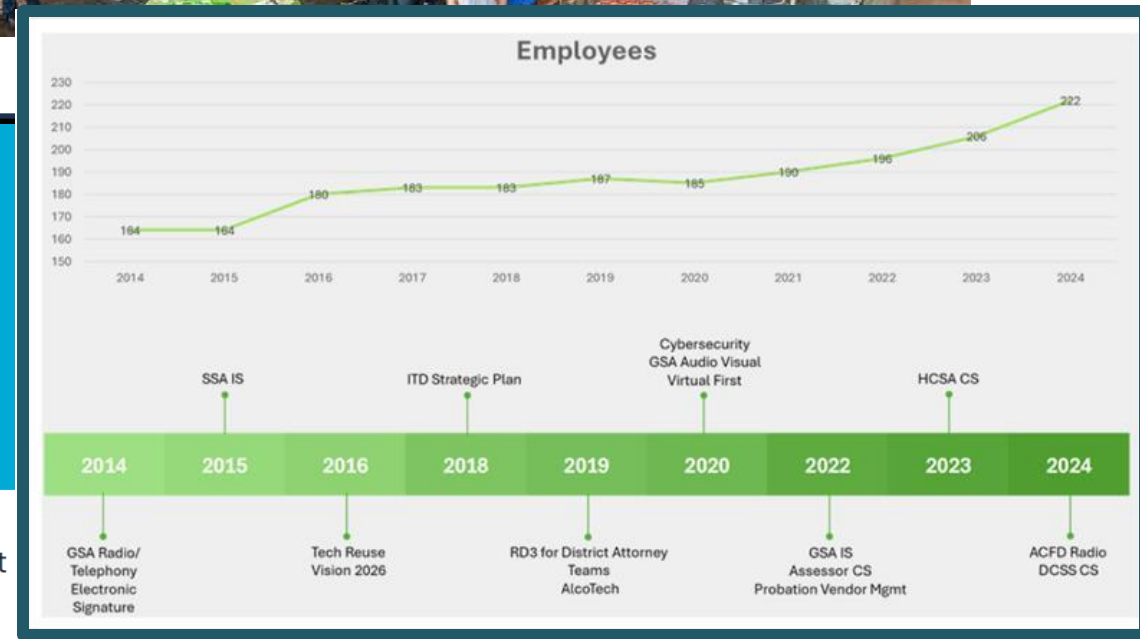 Employees
230
220
210
200
190
180
170
160
150
164
164
180
183
183
187
185
190
196
206
222
2014 2015 2016 2017 2018 2019 2020 2021 2022 2023 2024
SSA IS
ITD Strategic Plan
Cybersecurity
GSA Audio Visual
Virtual First
HCSA CS
2014 2015 2016 2018 2019 2020 2022 2023 2024
GSA Radio/
Telephony
Electronic
Signature
Tech Reuse
Vision 2026
RD3 for District Attorney
Teams
AlcoTech
GSA IS
Assessor CS
Probation Vendor Mgmt
ACFD Radio
DCSS CS
t